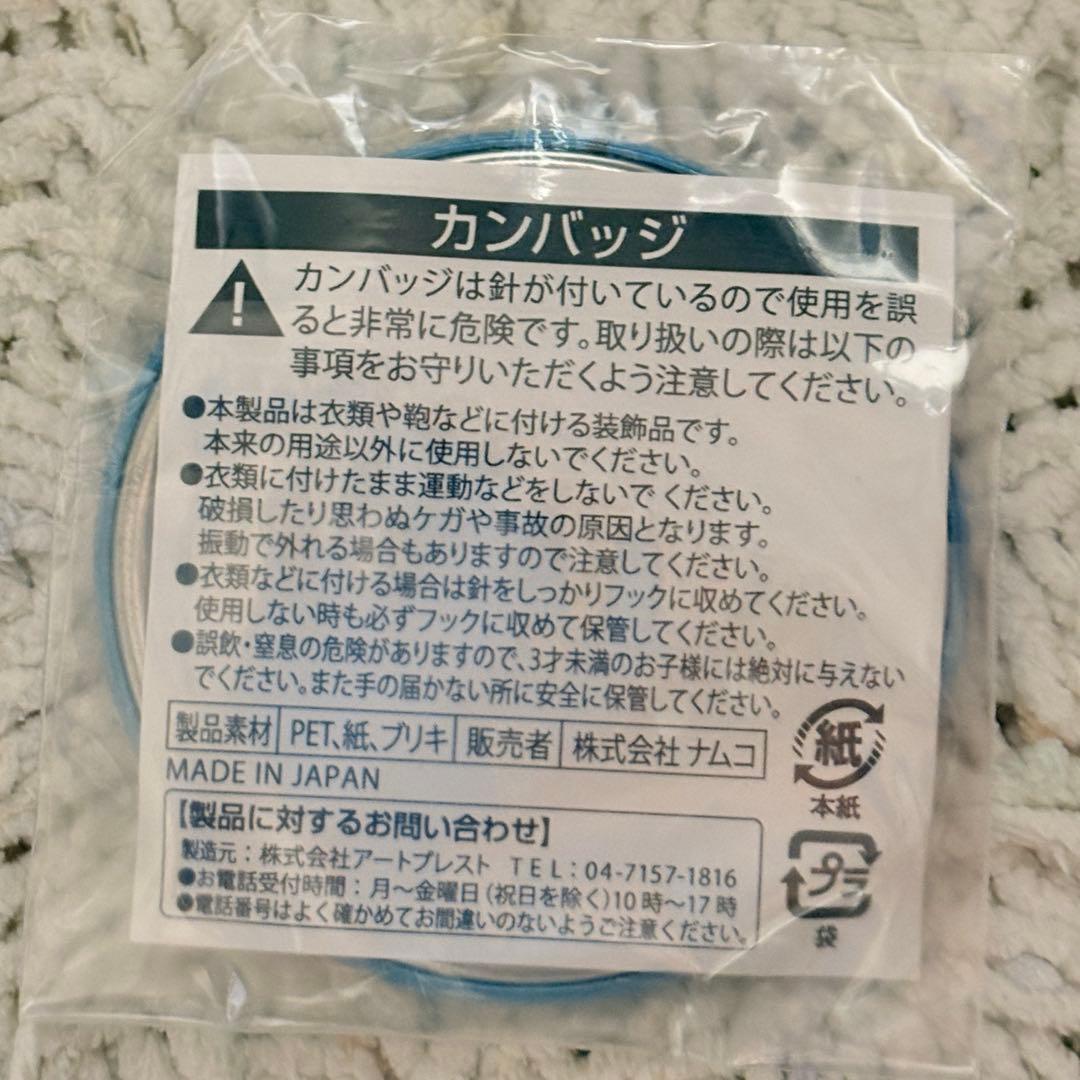 カンバッジ
カンバッジは針が付いているので使用を誤
ると非常に危険です。取り扱いの際は以下の
事項をお守りいただくよう注意してください。
●本製品は衣類や鞄などに付ける装飾品です。
本来の用途以外に使用しないでください。
●衣類に付けたまま運動などをしないで ください。
破損したり思わぬケガや事故の原因となります。
振動で外れる場合もありますので注意してください。
●衣類などに付ける場合は針をしっかりフックに収めてください。
使用しない時も必ずフックに収めて保管してください。
●誤飲・窒息の危険がありますので、3才未満のお子様には絶対に与えない
でください。また手の届かない所に安全に保管してください。
製品素材 PET、紙、ブリキ 販売者 株式会社 ナムコ
MADE IN JAPAN
紙
本紙
【製品に対するお問い合わせ】
製造元：株式会社アートプレスト TEL：04-7157-1816
●お電話受付時間：月～金曜日(祝日を除く)10時～17時
●電話番号はよく確かめてお間違いのないようご注意ください。
プラ
袋